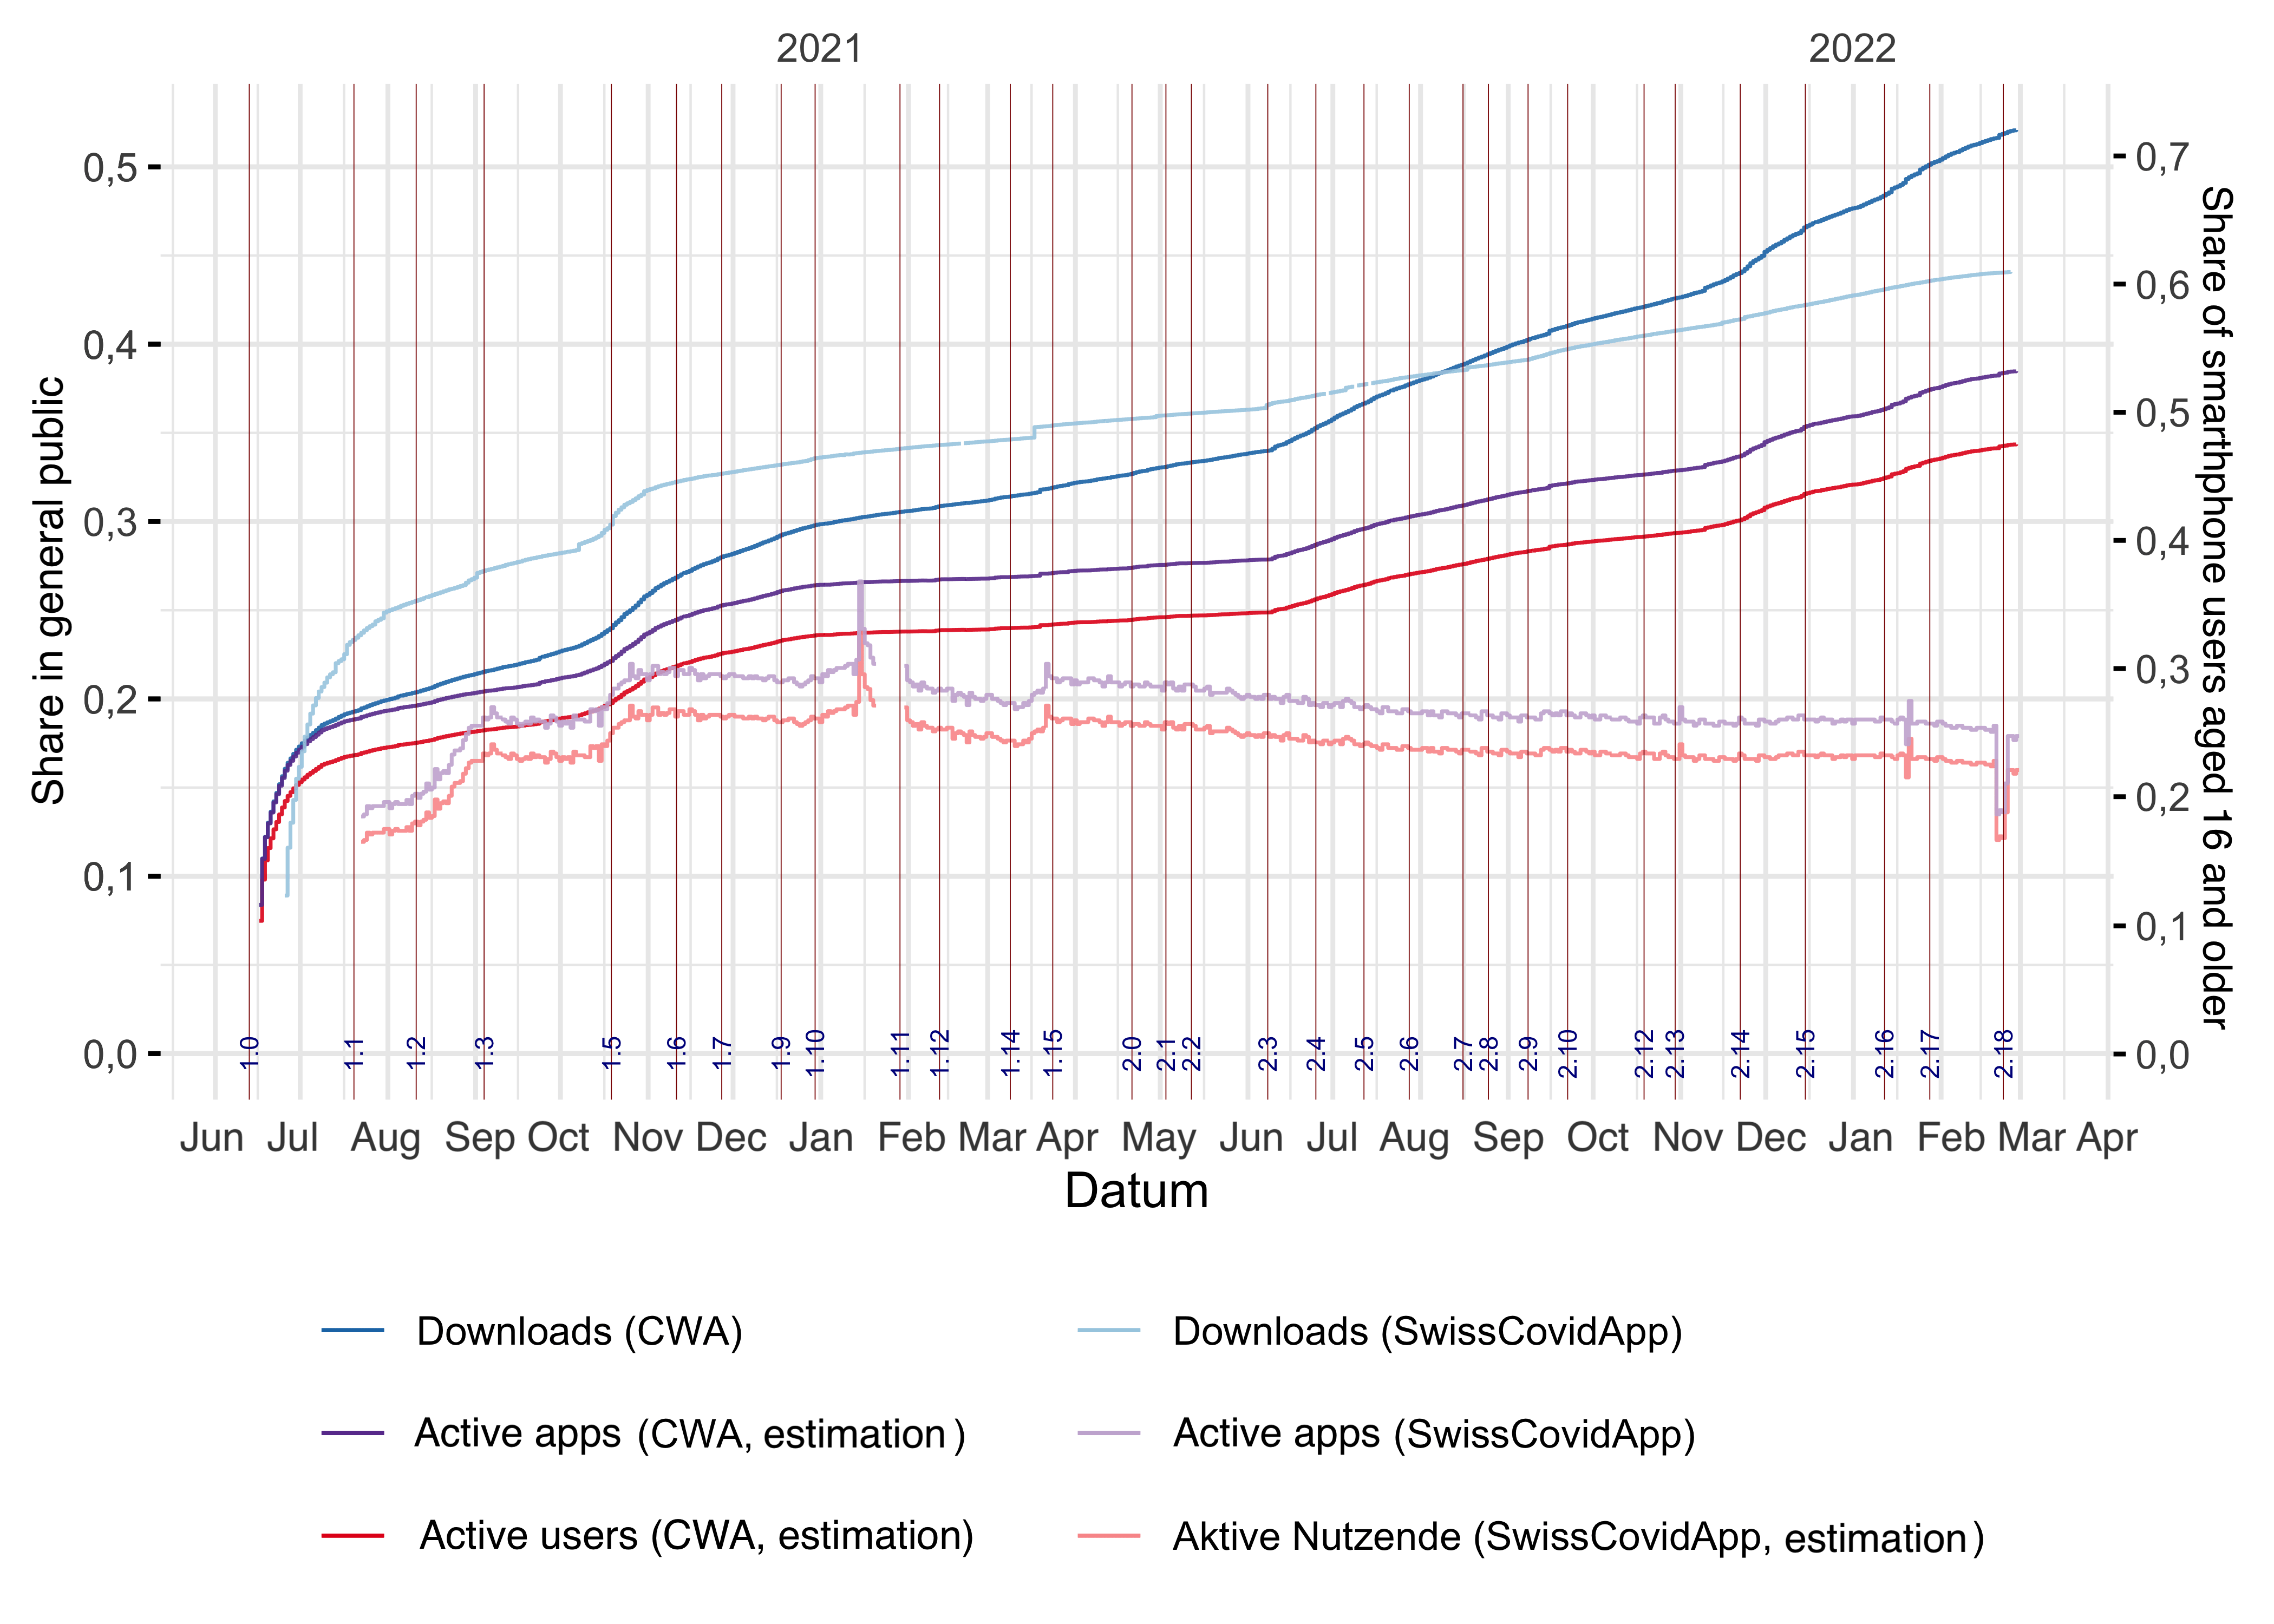 2021 2022
0,5
0,4
0,3
0,2
0,1
0,0
Share in general public
0,7
0,6
0,5
0,4
0,3
0,2
0,1
0,0
Share of smarthphone users aged 16 and older
1.0 1.1 1.2 1.3 1.5 1.6 1.7 1.9 1.10 1.11 1.12 1.14 1.15 2.0 2.1 2.2 2.3 2.4 2.5 2.6 2.7 2.8 2.9 2.10 2.12 2.13 2.14 2.15 2.16 2.17 2.18
Jun Jul Aug Sep Oct Nov Dec Jan Feb Mar Apr May Jun Jul Aug Sep Oct Nov Dec Jan Feb Mar Apr
Datum
Downloads (CWA) Downloads (SwissCovidApp)
Active apps (CWA, estimation) Active apps (SwissCovidApp)
Active users (CWA, estimation) Aktive Nutzende (SwissCovidApp, estimation)